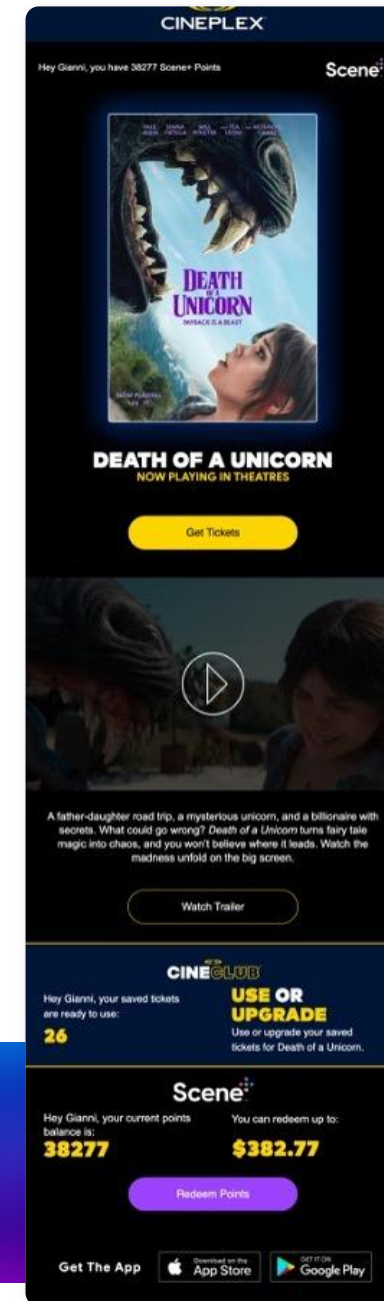 CINEPLEX
Hey Gianni, you have 38277 Scene+ Points
Scene+
DEATH
OF A
UNICORN
PAYBACK IS A BEAST
DEATH OF A UNICORN
NOW PLAYING IN THEATRES
Get Tickets
A father-daughter road trip, a mysterious unicorn, and a billionaire with
secrets. What could go wrong? Death of a Unicorn turns fairy tale
magic into chaos, and you won't believe where it leads. Watch the
madness unfold on the big screen.
Watch Trailer
CINECLUB
Hey Gianni, your saved tickets
are ready to use:
26
USE OR
UPGRADE
Use or upgrade your saved
tickets for Death of a Unicorn.
Scene+
Hey Gianni, your current points
balance is:
38277
You can redeem up to:
$382.77
Redeem Points
Get The App
Download on the
App Store
GET IT ON
Google Play